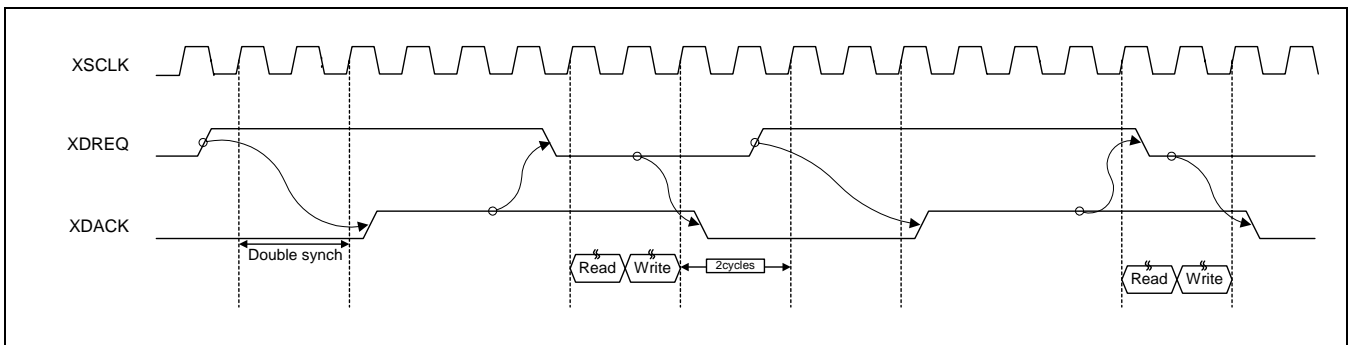 XSCLK
XDREQ
XDACK
Double synch
Read Write
2cycles
Read Write